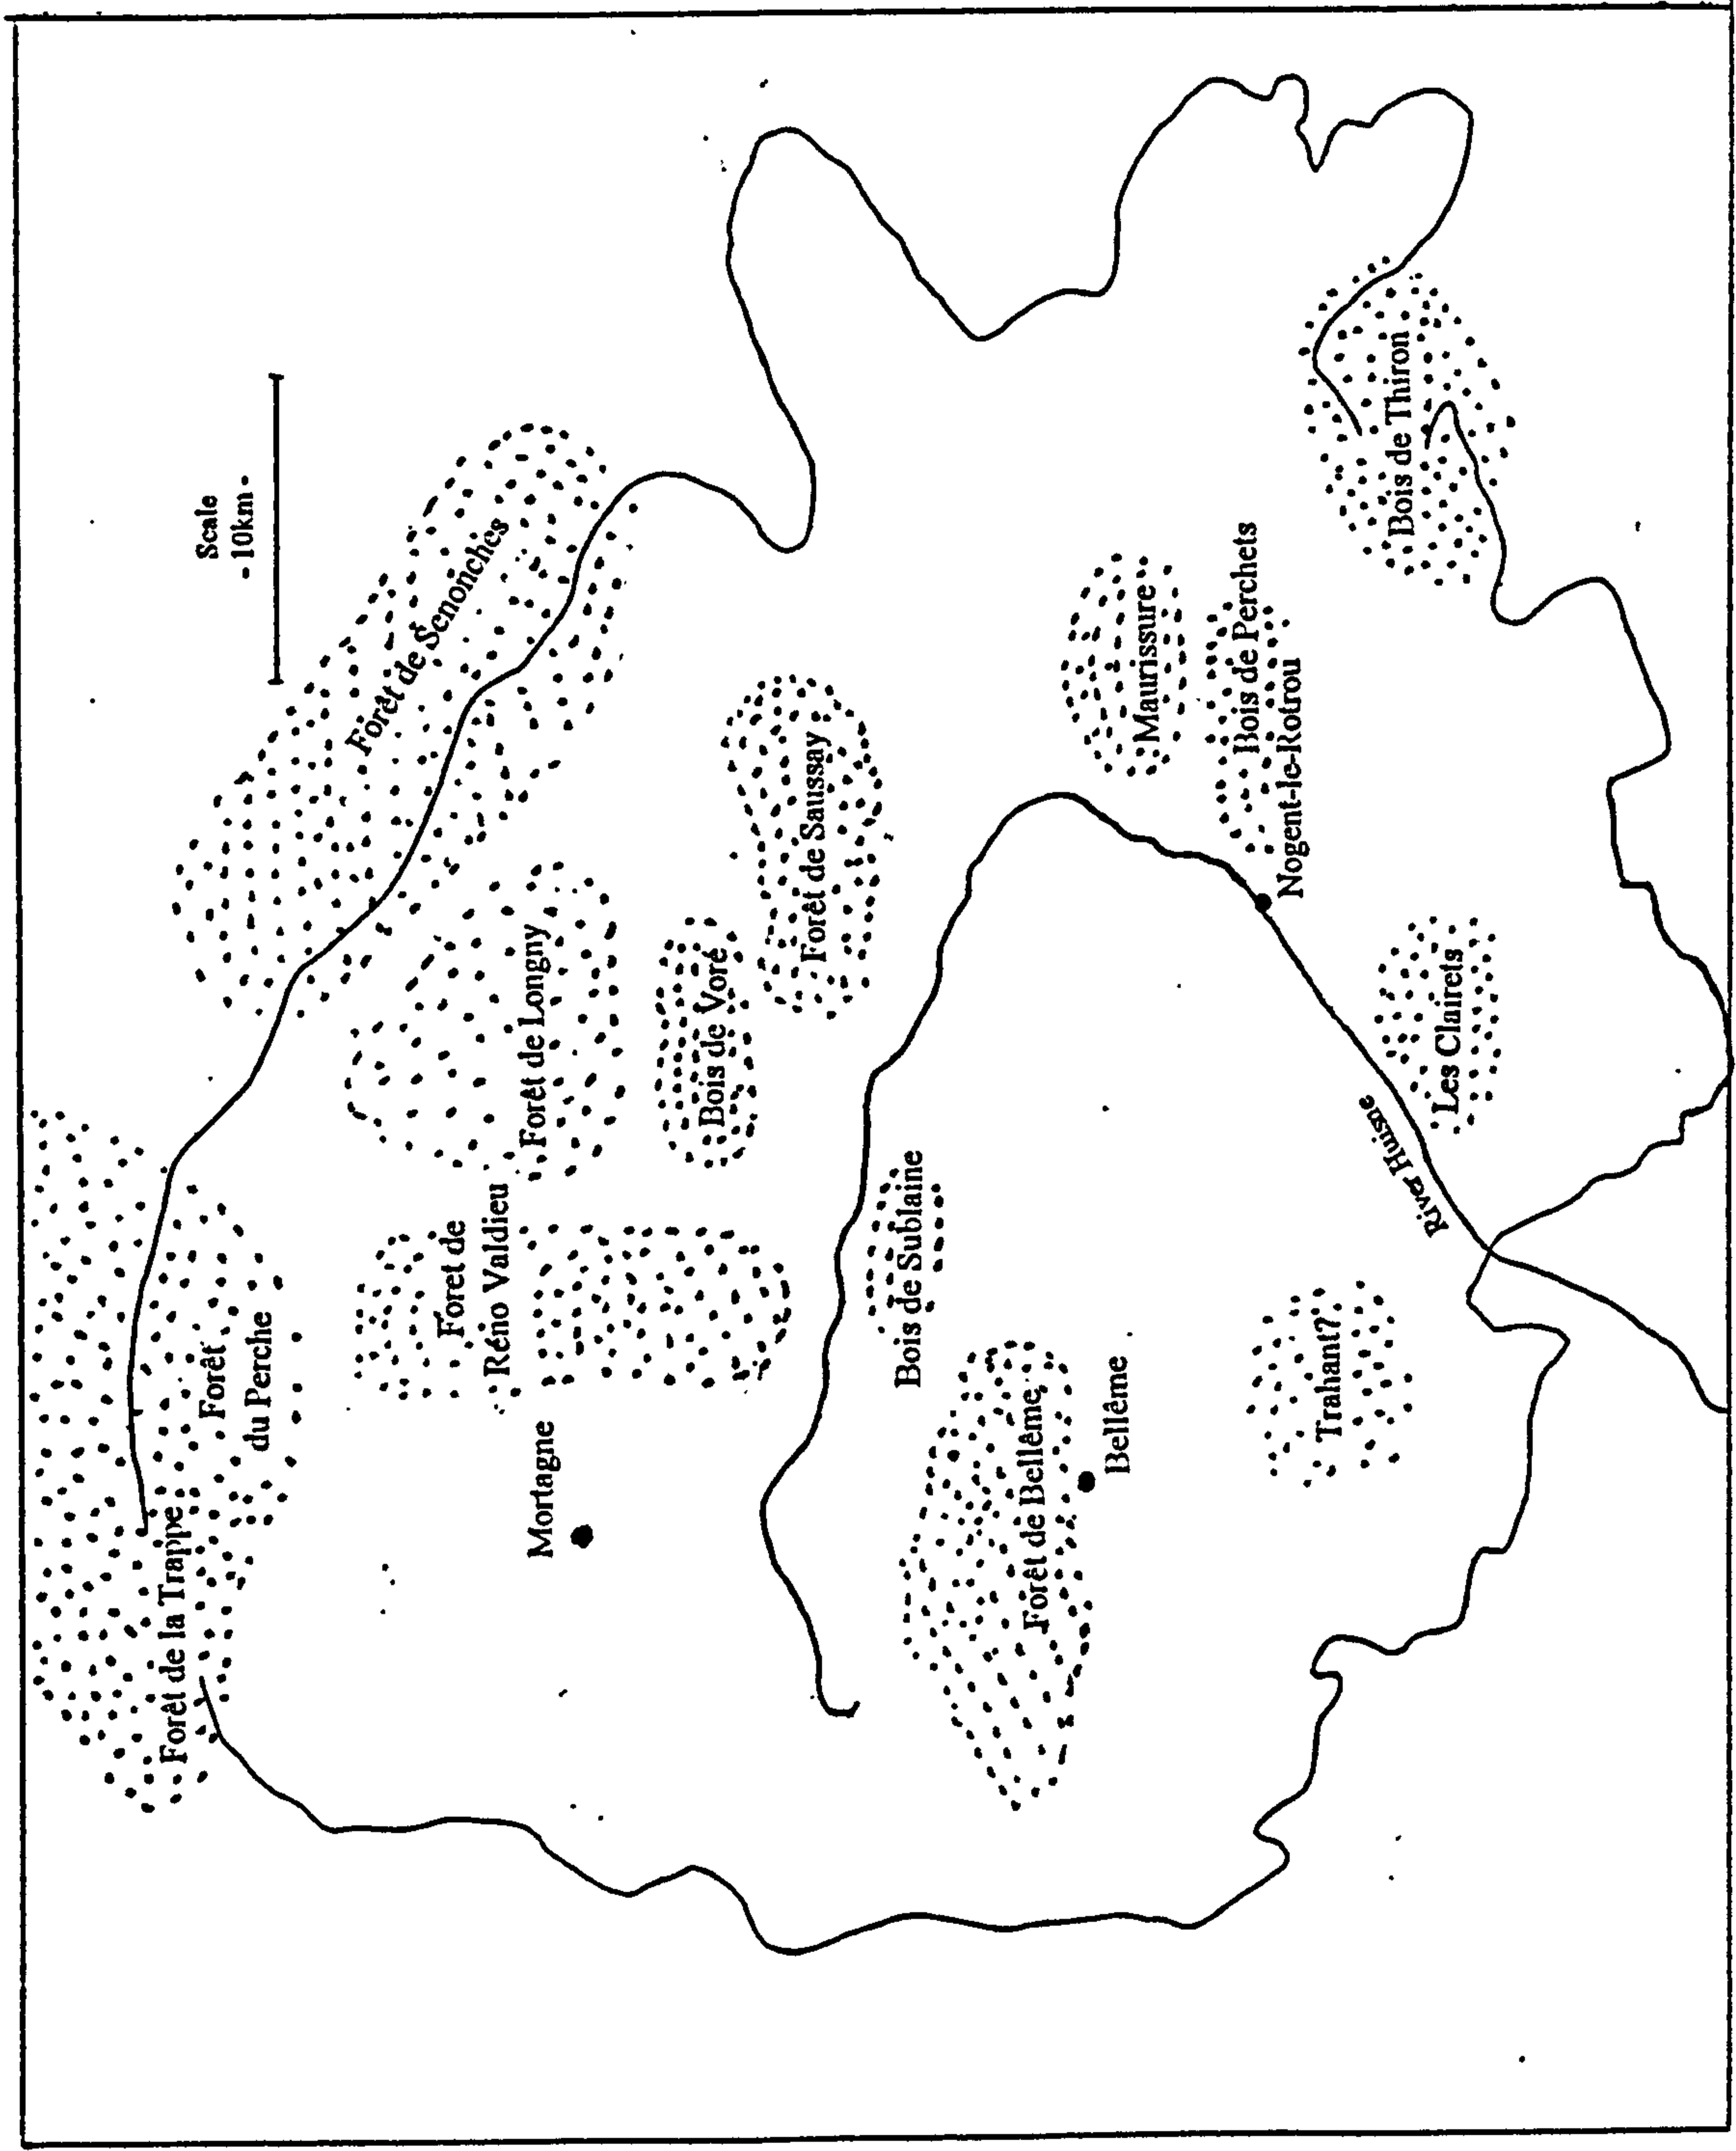 Scale
- 10km -
Forêt de la Trappe
Forêt
du Perche
Forêt de Senonches
Foret de
Réno Valdieu
Forêt de Longny
Mortagne
Bois de Voré
Forêt de Saussay
Bois de Sublaine
Forêt de Bellême
Bellême
Maurissure
Bois de Perchets
Nogent-le-Rotrou
Bois de Thiron
Trahant?
River Huisne
Les Clairets